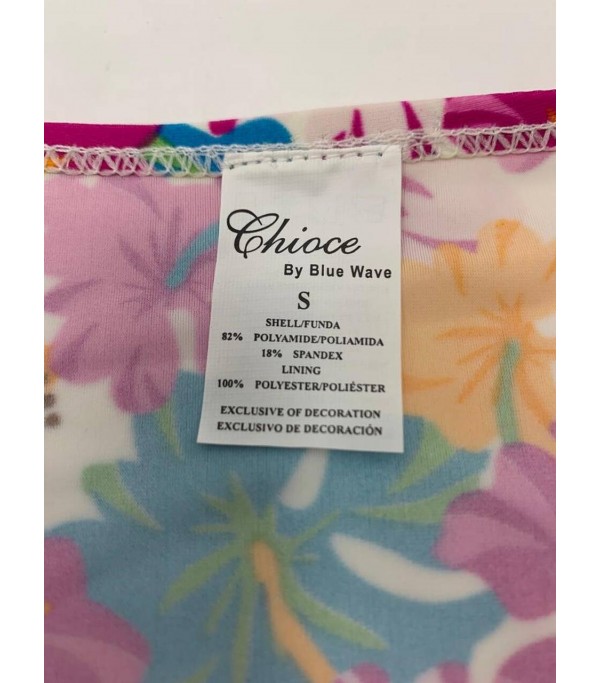 Chioce
By Blue Wave
S
SHELL/FUNDA
82% POLYAMIDE/POLIAMIDA
18% SPANDEX
LINING
100% POLYESTER/POLIÉSTER
EXCLUSIVE OF DECORATION
EXCLUSIVO DE DECORACIÓN